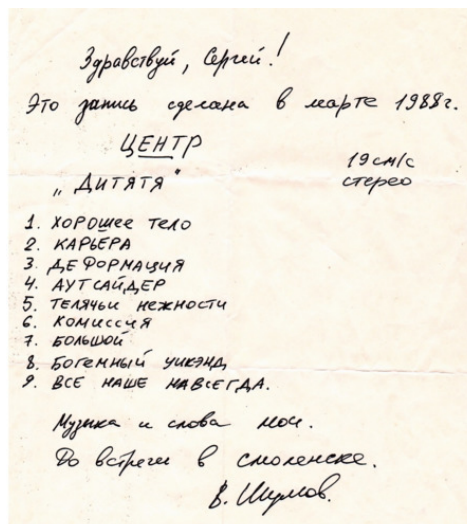 Здравствуй, Сергей!
Это запись сделана в марте 1988г.
ЦЕНТР
19 см/с
„ДИТЯТЯ"
стерео
1. ХОРОШЕЕ ТЕЛО
2. КАРЬЕРА
3. ДЕФОРМАЦИЯ
4. АУТСАЙДЕР
5. ТЕЛЯЧЬИ НЕЖНОСТИ
6. КОМИССИЯ
7. БОЛЬШОЙ
8. БОГЕМНЫЙ УИКЭНД
9. ВСЕ НАШЕ НАВСЕГДА.
Музыка и слова мои.
До встречи в Смоленске.
В. Шумов.